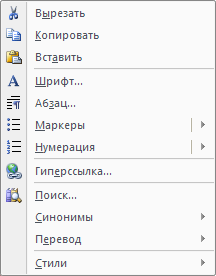 Вырезать
Копировать
Вставить
Шрифт...
Абзац...
Маркеры
Нумерация
Гиперссылка...
Поиск...
Синонимы
Перевод
Стили